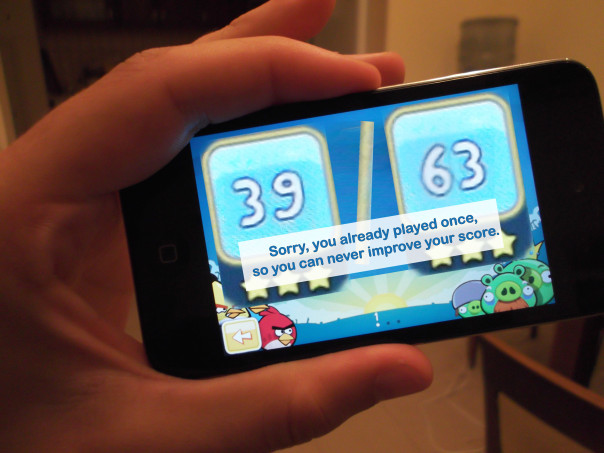 39 63
Sorry, you already played once,
so you can never improve your score.